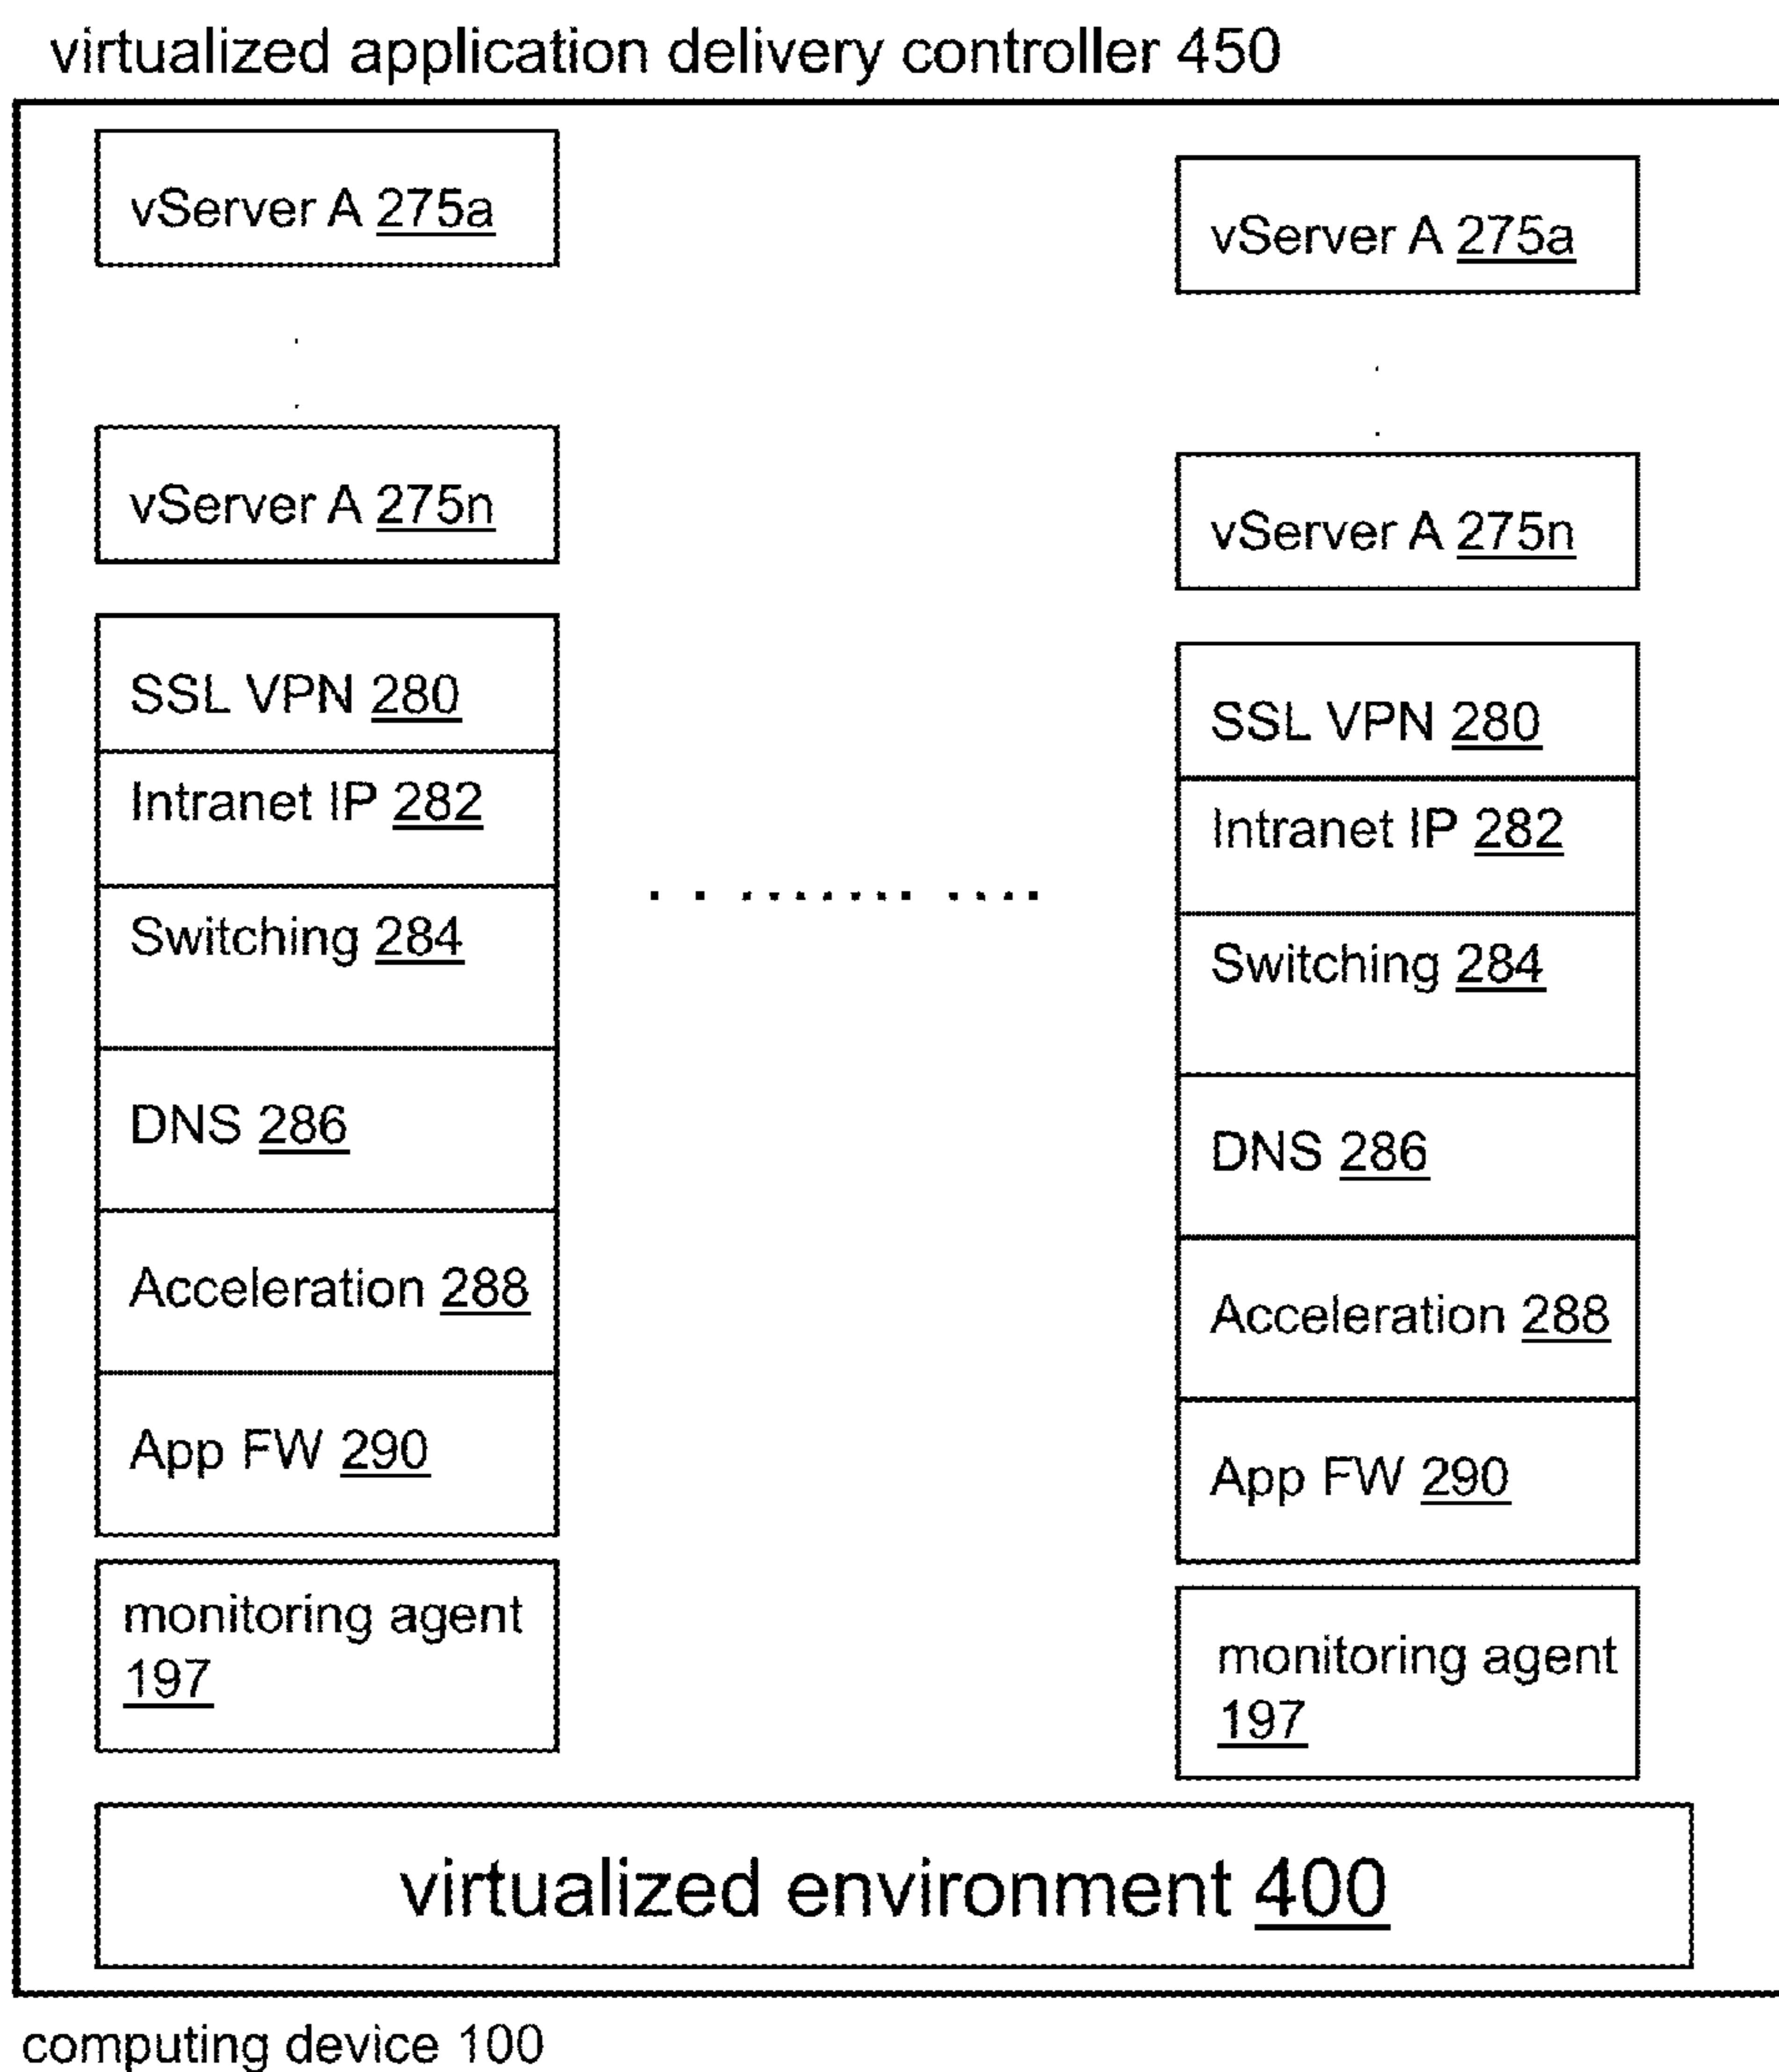 virtualized application delivery controller 450
vServer A 275a
vServer A 275n
SSL VPN 280
Intranet IP 282
Switching 284
DNS 286
Acceleration 288
App FW 290
monitoring agent
197
vServer A 275a
vServer A 275n
SSL VPN 280
Intranet IP 282
Switching 284
DNS 286
Acceleration 288
App FW 290
monitoring agent
197
virtualized environment 400
computing device 100